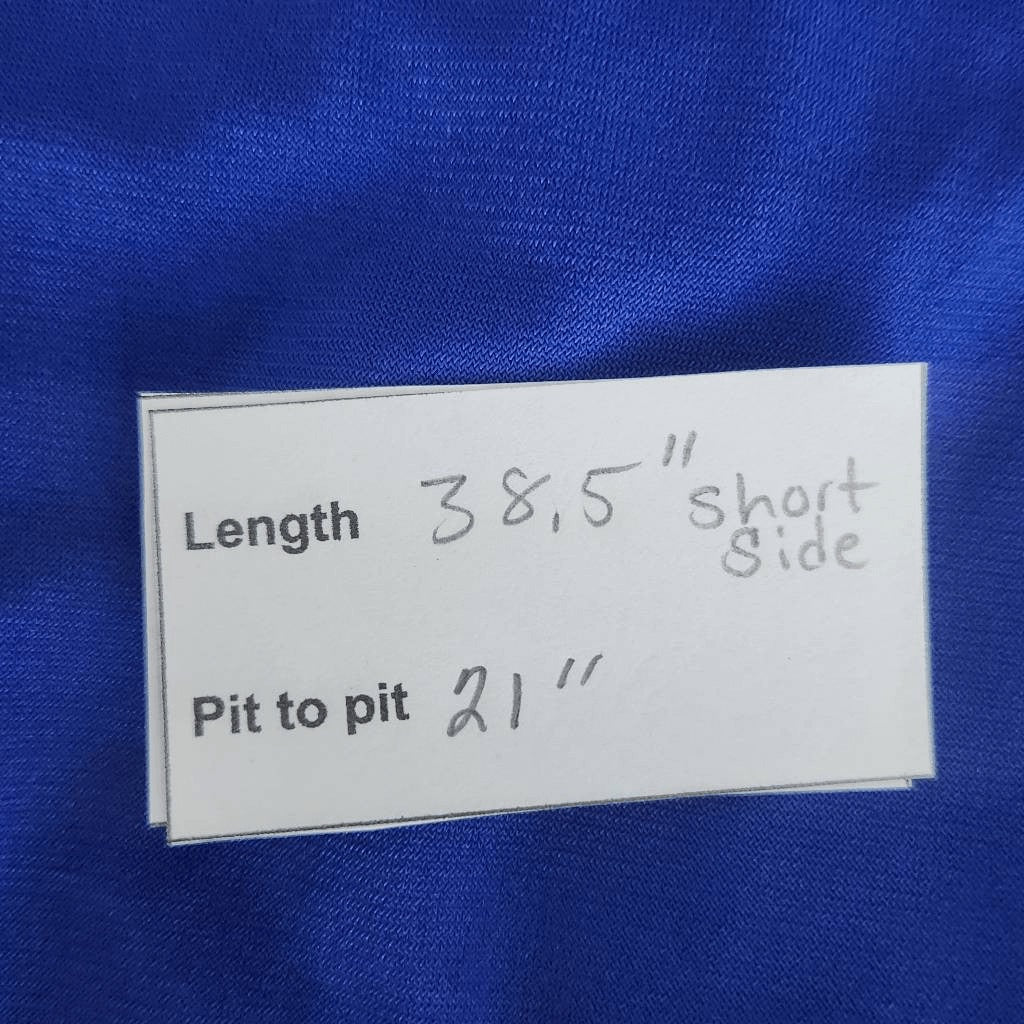 Length 38.5" short
side
Pit to pit 21"